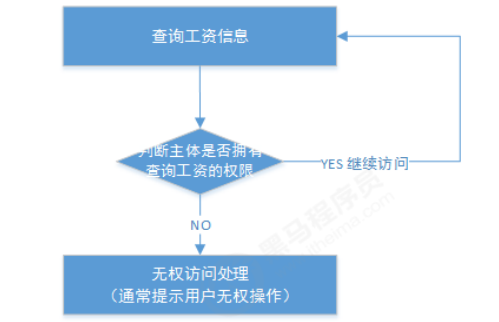 查询工资信息
判断主体是否拥有
查询工资的权限
YES 继续访问
NO
无权访问处理
（通常提示用户无权操作）
黑马程序员